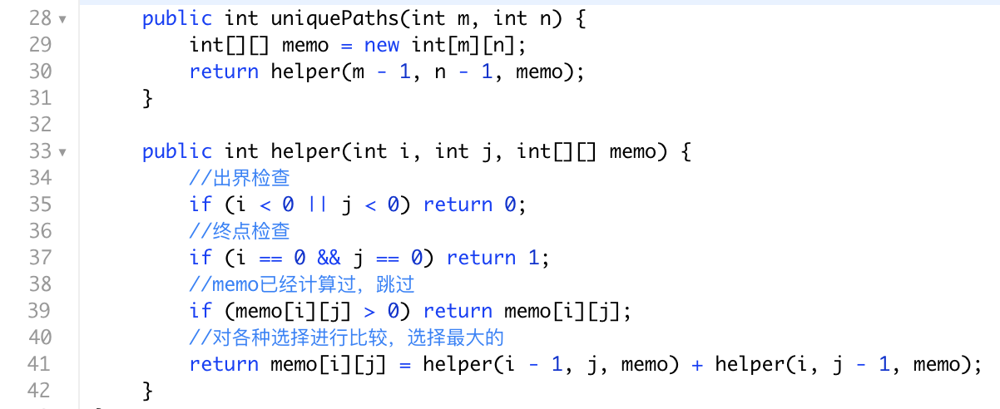 28 public int uniquePaths(int m, int n) {
29 int[][] memo = new int[m][n];
30 return helper(m - 1, n - 1, memo);
31 }
32
33 public int helper(int i, int j, int[][] memo) {
34 //出界检查
35 if (i < 0 || j < 0) return 0;
36 //终点检查
37 if (i == 0 && j == 0) return 1;
38 //memo已经计算过，跳过
39 if (memo[i][j] > 0) return memo[i][j];
40 //对各种选择进行比较，选择最大的
41 return memo[i][j] = helper(i - 1, j, memo) + helper(i, j - 1, memo);
42 }